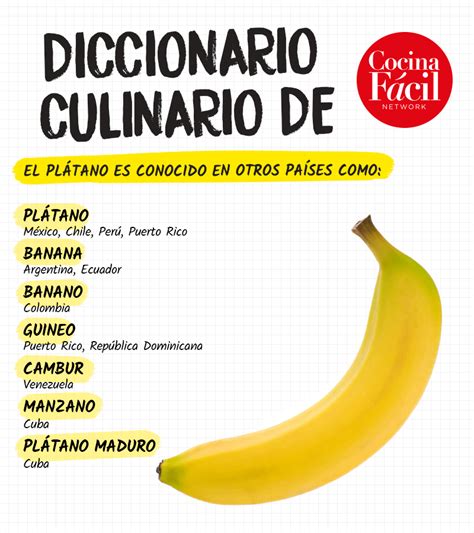 DICCIONARIO
CULINARIO DE
Cocina
Fácil
NETWORK
EL PLÁTANO ES CONOCIDO EN OTROS PAÍSES COMO:
PLÁTANO
México, Chile, Perú, Puerto Rico
BANANA
Argentina, Ecuador
BANANO
Colombia
GUINEO
Puerto Rico, República Dominicana
CAMBUR
Venezuela
MANZANO
Cuba
PLÁTANO MADURO
Cuba